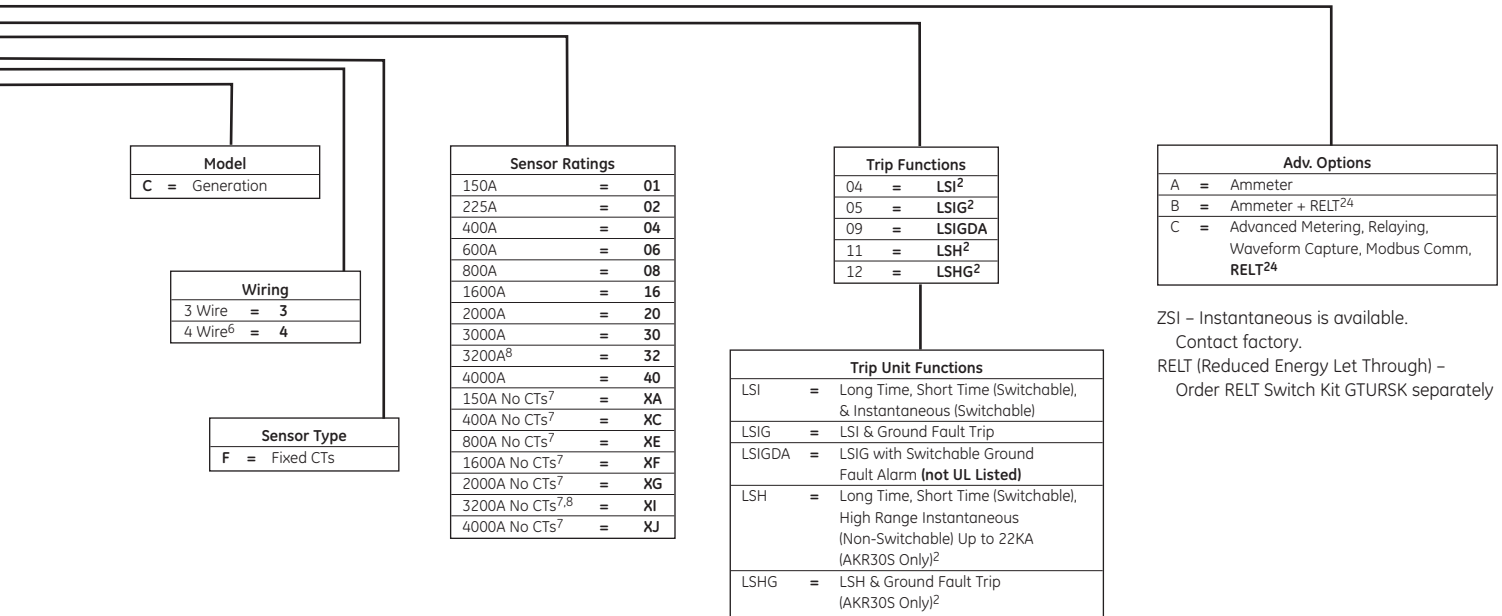 Model
C = Generation
Wiring
3 Wire = 3
4 Wire6 = 4
Sensor Type
F = Fixed CTs
Sensor Ratings
150A = 01
225A = 02
400A = 04
600A = 06
800A = 08
1600A = 16
2000A = 20
3000A = 30
3200A8 = 32
4000A = 40
150A No CTs7 = XA
400A No CTs7 = XC
800A No CTs7 = XE
1600A No CTs7 = XF
2000A No CTs7 = XG
3200A No CTs7,8 = XI
4000A No CTs7 = XJ
Trip Functions
04 = LSI2
05 = LSIG2
09 = LSIGDA
11 = LSH2
12 = LSHG2
Trip Unit Functions
LSI = Long Time, Short Time (Switchable),
& Instantaneous (Switchable)
LSIG = LSI & Ground Fault Trip
LSIGDA = LSIG with Switchable Ground
Fault Alarm (not UL Listed)
LSH = Long Time, Short Time (Switchable),
High Range Instantaneous
(Non-Switchable) Up to 22KA
(AKR30S Only)2
LSHG = LSH & Ground Fault Trip
(AKR30S Only)2
Adv. Options
A = Ammeter
B = Ammeter + RELT24
C = Advanced Metering, Relaying,
Waveform Capture, Modbus Comm,
RELT24
ZSI – Instantaneous is available.
Contact factory.
RELT (Reduced Energy Let Through) –
Order RELT Switch Kit GTURSK separately